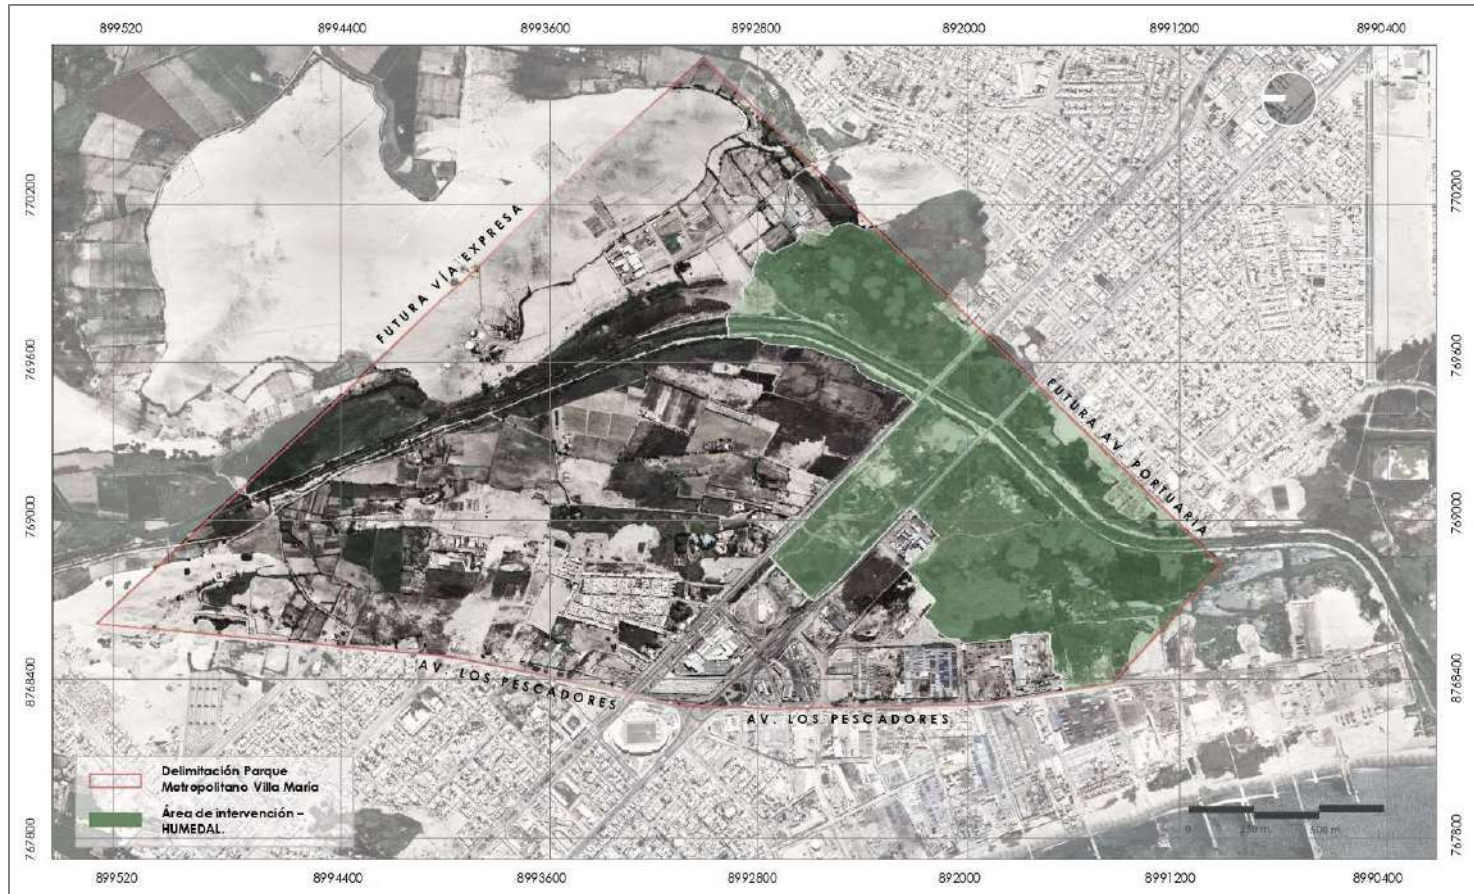 899520 8994400 8993600 8992800 892000 8991200 8990400
770200
770200
FUTURA VÍA EXPRESA
769600
769600
FUTURA AV. PORTUARIA
769000
769000
8768400
8768400
AV. LOS PESCADORES
AV. LOS PESCADORES
Delimitación Parque
Metropolitano Villa María
Área de intervención –
HUMEDAL.
0 250 m. 500 m.
767800
767800
899520 8994400 8993600 8992800 892000 8991200 8990400